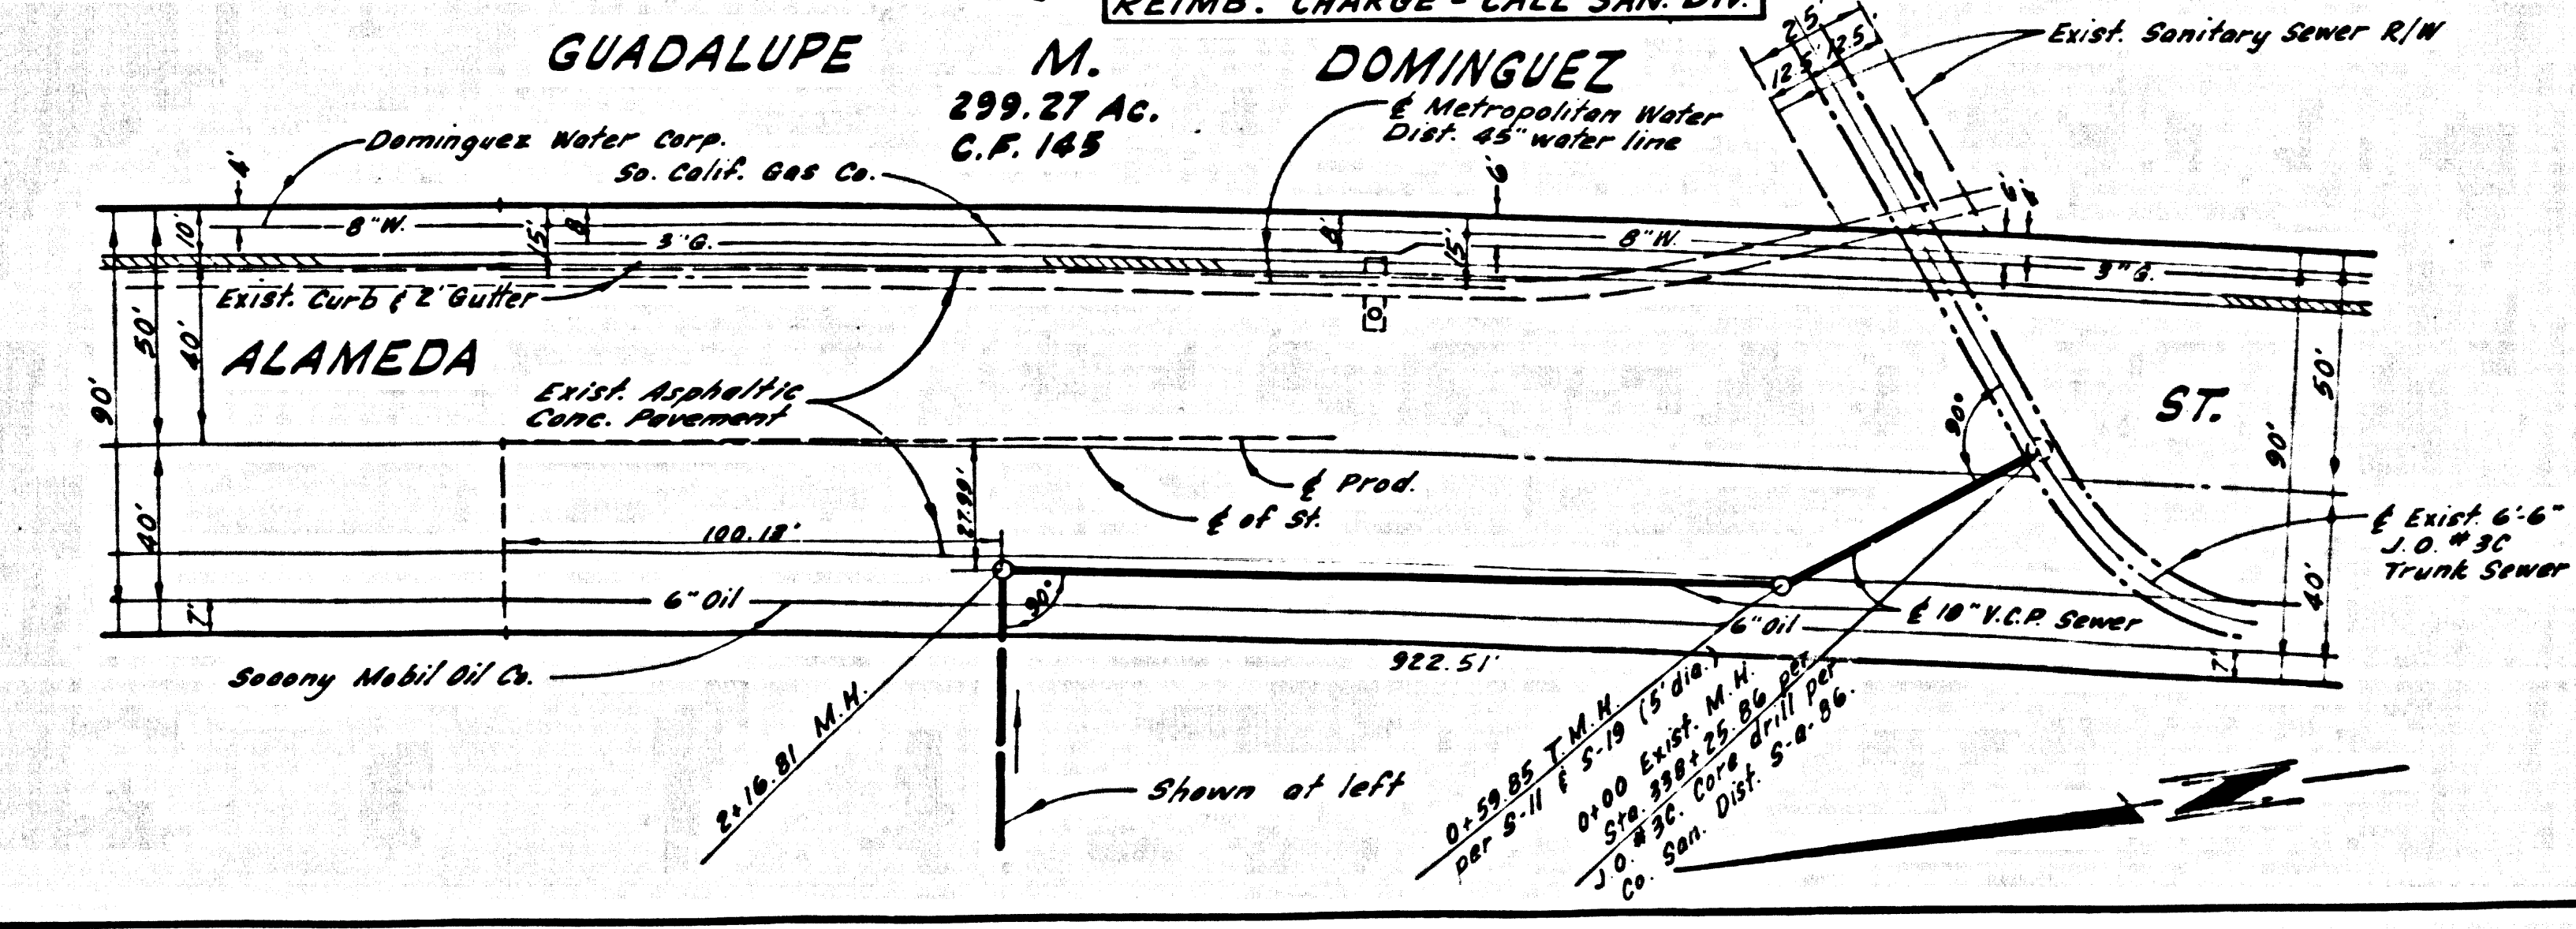 REIMB. CHARGE - CALL SAN. DIV.
GUADALUPE M. DOMINGUEZ
299.27 Ac.
C.F. 145
25'
12.5' 12.5'
Exist. Sanitary Sewer R/W
Dominguez Water Corp.
So. Calif. Gas Co.
℄ Metropolitan Water
Dist. 45" water line
4'
6'
6' 4'
10'
8"W.
15'
8'
3"G.
8'
15'
8"W.
3"G.
Exist. Curb & 2' Gutter
90'
50'
40'
ALAMEDA
ST.
50'
90'
Exist. Asphaltic
Conc. Pavement
90°
27.99'
℄ Prod.
℄ of St.
100.18'
40'
℄ Exist. 6'-6"
J.O. # 3C
Trunk Sewer
40'
7'
6" Oil
90°
6" Oil
℄ 10" V.C.P. Sewer
7'
Socony Mobil Oil Co.
922.51'
2+16.81 M.H.
Shown at left
0+59.85 T.M.H.
per S-11 & S-19 (5' dia.)
0+00 Exist. M.H.
Sta. 338+25.86 per
J.O. # 3C. Core drill per
Co. San. Dist. S-a-86.